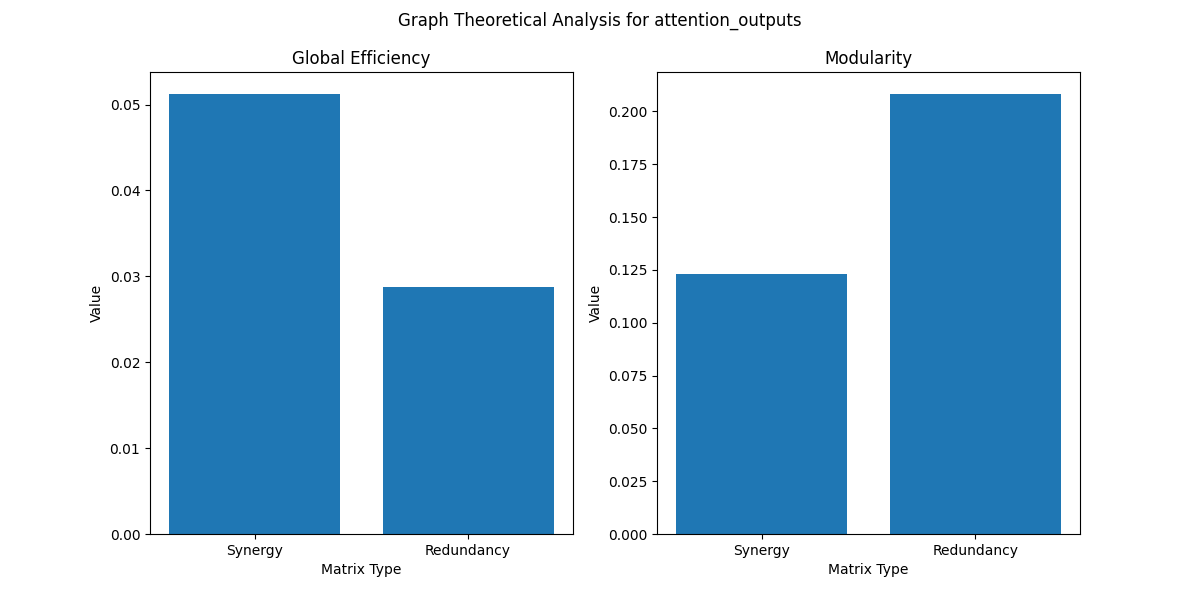 Graph Theoretical Analysis for attention_outputs
Global Efficiency
0.05
0.04
0.03
0.02
0.01
0.00
Value
Synergy Redundancy
Matrix Type
Modularity
0.200
0.175
0.150
0.125
0.100
0.075
0.050
0.025
0.000
Value
Synergy Redundancy
Matrix Type